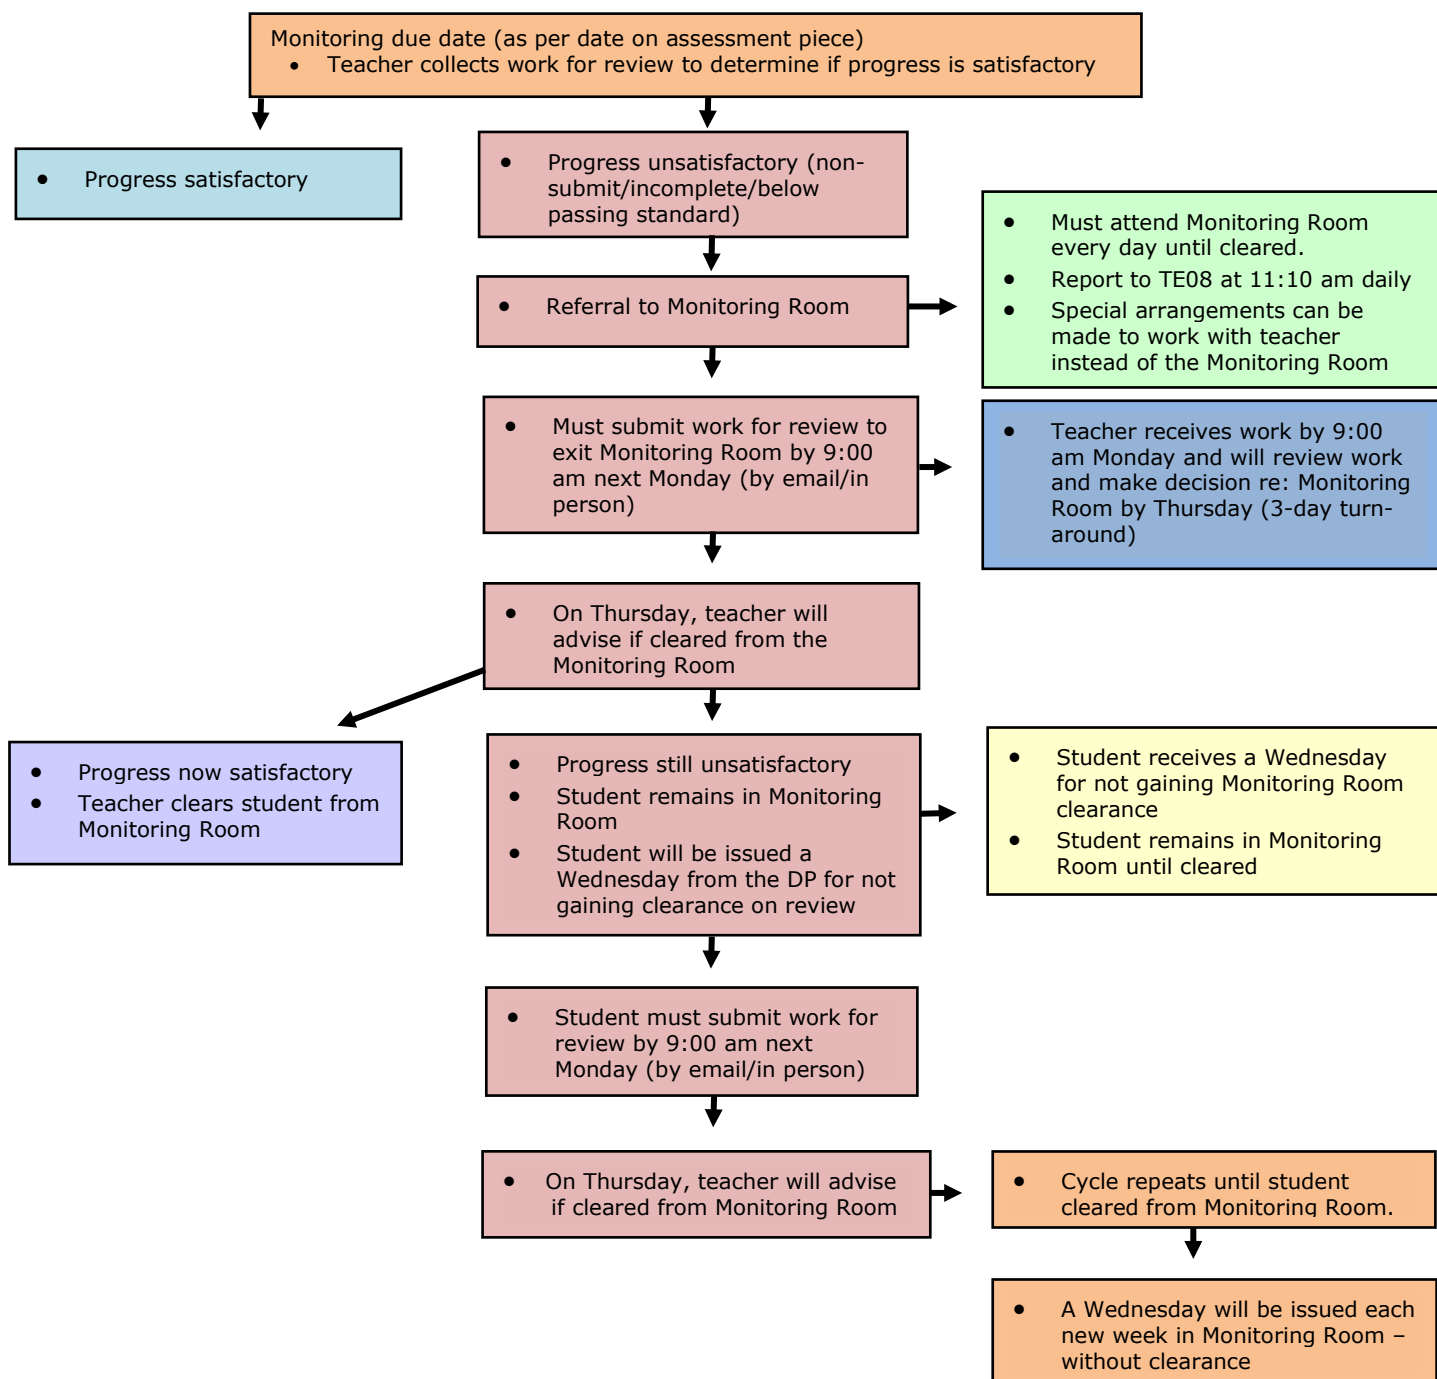 Monitoring due date (as per date on assessment piece)
• Teacher collects work for review to determine if progress is satisfactory
• Progress satisfactory
• Progress unsatisfactory (non-
submit/incomplete/below
passing standard)
• Referral to Monitoring Room
• Must attend Monitoring Room
every day until cleared.
• Report to TE08 at 11:10 am daily
• Special arrangements can be
made to work with teacher
instead of the Monitoring Room
• Must submit work for review to
exit Monitoring Room by 9:00
am next Monday (by email/in
person)
• Teacher receives work by 9:00
am Monday and will review work
and make decision re: Monitoring
Room by Thursday (3-day turn-
around)
• On Thursday, teacher will
advise if cleared from the
Monitoring Room
• Progress now satisfactory
• Teacher clears student from
Monitoring Room
• Progress still unsatisfactory
• Student remains in Monitoring
Room
• Student will be issued a
Wednesday from the DP for not
gaining clearance on review
• Student receives a Wednesday
for not gaining Monitoring Room
clearance
• Student remains in Monitoring
Room until cleared
• Student must submit work for
review by 9:00 am next
Monday (by email/in person)
• On Thursday, teacher will advise
if cleared from Monitoring Room
• Cycle repeats until student
cleared from Monitoring Room.
• A Wednesday will be issued each
new week in Monitoring Room –
without clearance